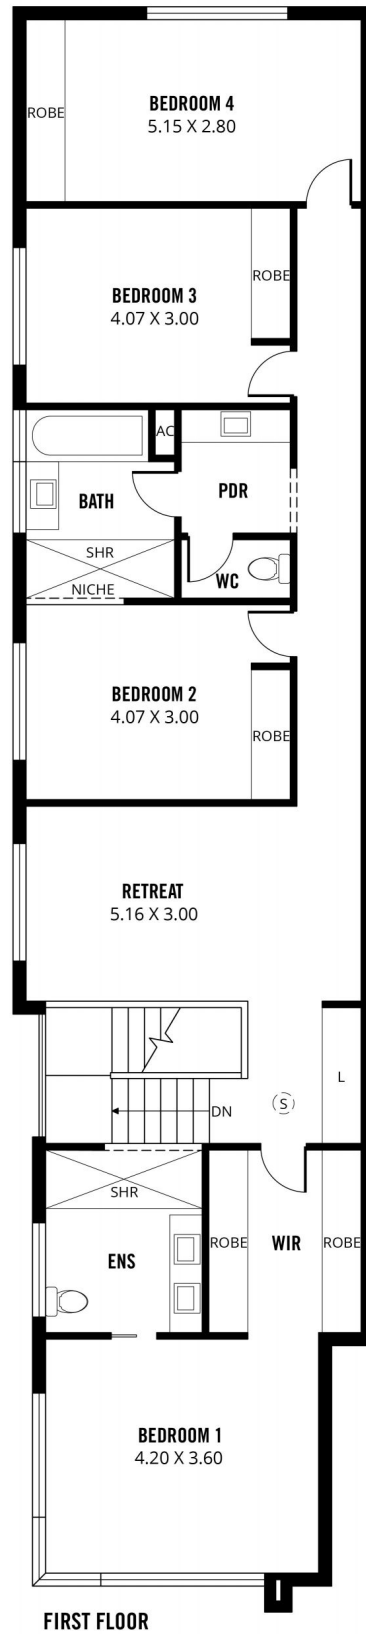 BEDROOM 4
5.15 X 2.80
ROBE
ROBE
BEDROOM 3
4.07 X 3.00
AC
BATH
PDR
SHR
NICHE
WC
BEDROOM 2
4.07 X 3.00
ROBE
RETREAT
5.16 X 3.00
L
S
DN
SHR
ENS
ROBE
WIR
ROBE
BEDROOM 1
4.20 X 3.60
FIRST FLOOR